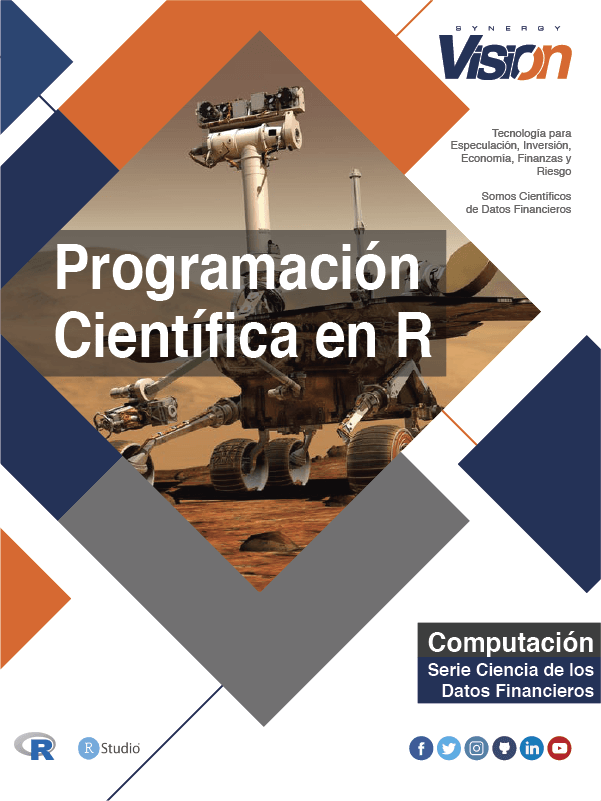 SYNERGY
Vision
Tecnología para
Especulación, Inversión,
Economía, Finanzas y
Riesgo
Somos Científicos
de Datos Financieros
Programación
Científica en R
Computación
Serie Ciencia de los
Datos Financieros
R
R Studio
f
in